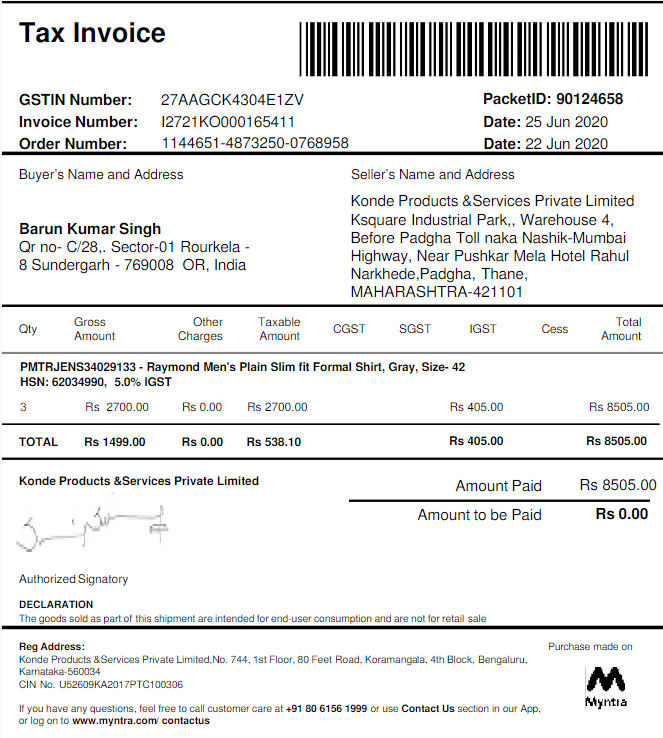 Tax Invoice
GSTIN Number: 27AAGCK4304E1ZV
PacketID: 90124658
Invoice Number: I2721KO000165411
Date: 25 Jun 2020
Order Number: 1144651-4873250-0768958
Date: 22 Jun 2020
Buyer's Name and Address
Barun Kumar Singh
Qr no- C/28,. Sector-01 Rourkela -
8 Sundergarh - 769008 OR, India
Seller's Name and Address
Konde Products &Services Private Limited
Ksquare Industrial Park,, Warehouse 4,
Before Padgha Toll naka Nashik-Mumbai
Highway, Near Pushkar Mela Hotel Rahul
Narkhede,Padgha, Thane,
MAHARASHTRA-421101
Qty Gross Amount Other Charges Taxable Amount CGST SGST IGST Cess Total Amount
PMTRJENS34029133 - Raymond Men's Plain Slim fit Formal Shirt, Gray, Size- 42
HSN: 62034990, 5.0% IGST
3 Rs 2700.00 Rs 0.00 Rs 2700.00 Rs 405.00 Rs 8505.00
TOTAL Rs 1499.00 Rs 0.00 Rs 538.10 Rs 405.00 Rs 8505.00
Konde Products &Services Private Limited
Amount Paid Rs 8505.00
Amount to be Paid Rs 0.00
Authorized Signatory
DECLARATION
The goods sold as part of this shipment are intended for end-user consumption and are not for retail sale
Reg Address:
Konde Products &Services Private Limited,No. 744, 1st Floor, 80 Feet Road, Koramangala, 4th Block, Bengaluru,
Karnataka-560034
CIN No. U52609KA2017PTC100306
Purchase made on
Myntra
If you have any questions, feel free to call customer care at +91 80 6156 1999 or use Contact Us section in our App,
or log on to www.myntra.com/ contactus